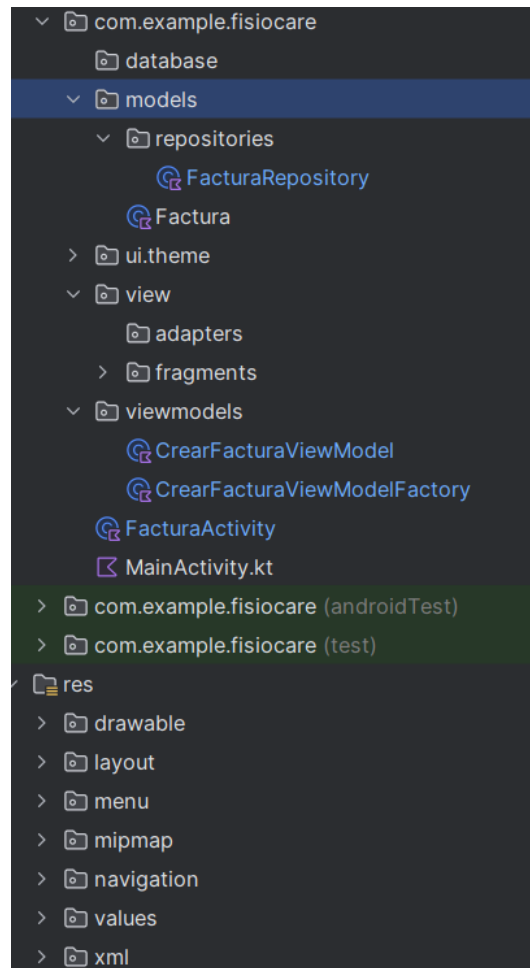 com.example.fisiocare
database
models
repositories
FacturaRepository
Factura
ui.theme
view
adapters
fragments
viewmodels
CrearFacturaViewModel
CrearFacturaViewModelFactory
FacturaActivity
MainActivity.kt
com.example.fisiocare (androidTest)
com.example.fisiocare (test)
res
drawable
layout
menu
mipmap
navigation
values
xml